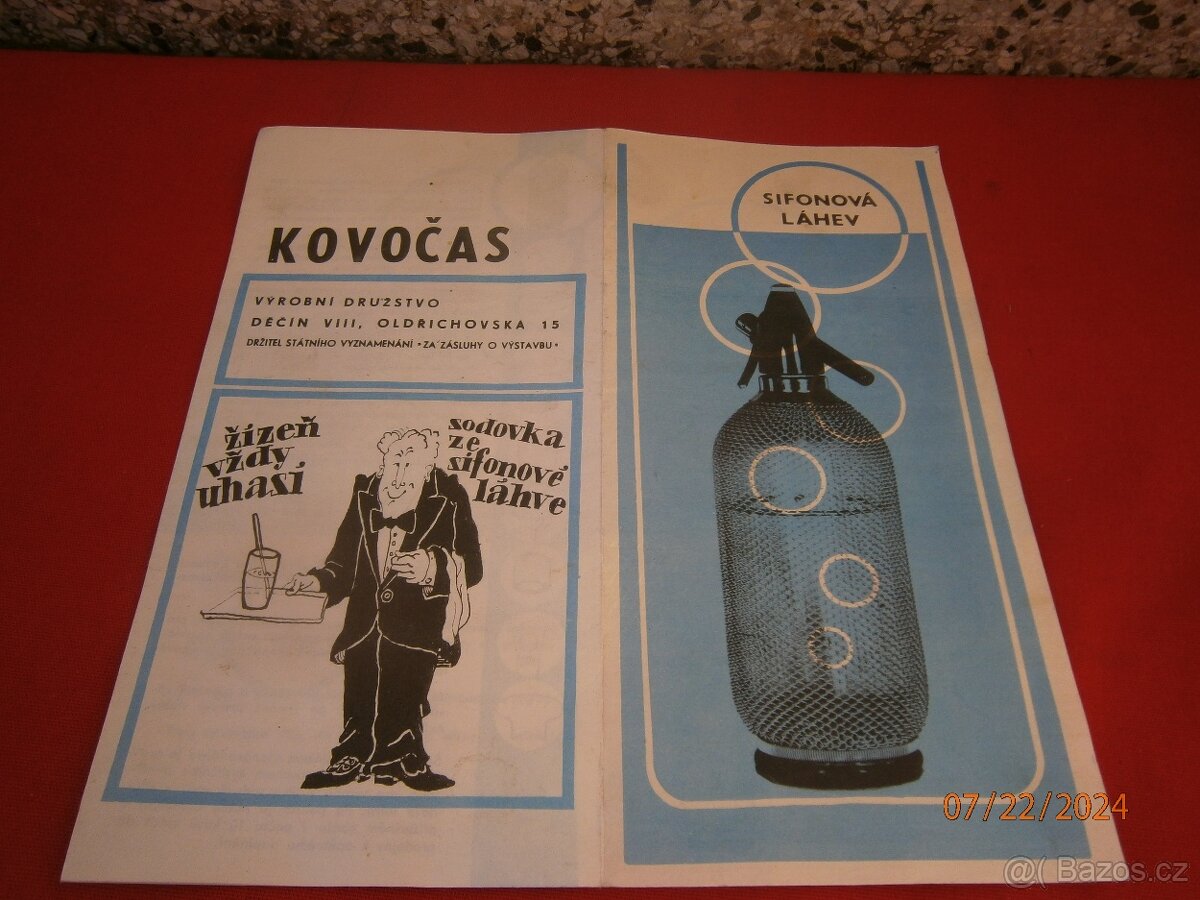 KOVOČAS
VÝROBNÍ DRUŽSTVO
DĚČÍN VIII, OLDŘICHOVSKA 15
DRŽITEL STÁTNÍHO VYZNAMENÁNÍ •ZA ZÁSLUHY O VÝSTAVBU•
žízeň
vždy
uhasí
sodovka
ze
sifonové
láhve
SIFONOVÁ
LÁHEV
07/22/2024
@( Bazos.cz